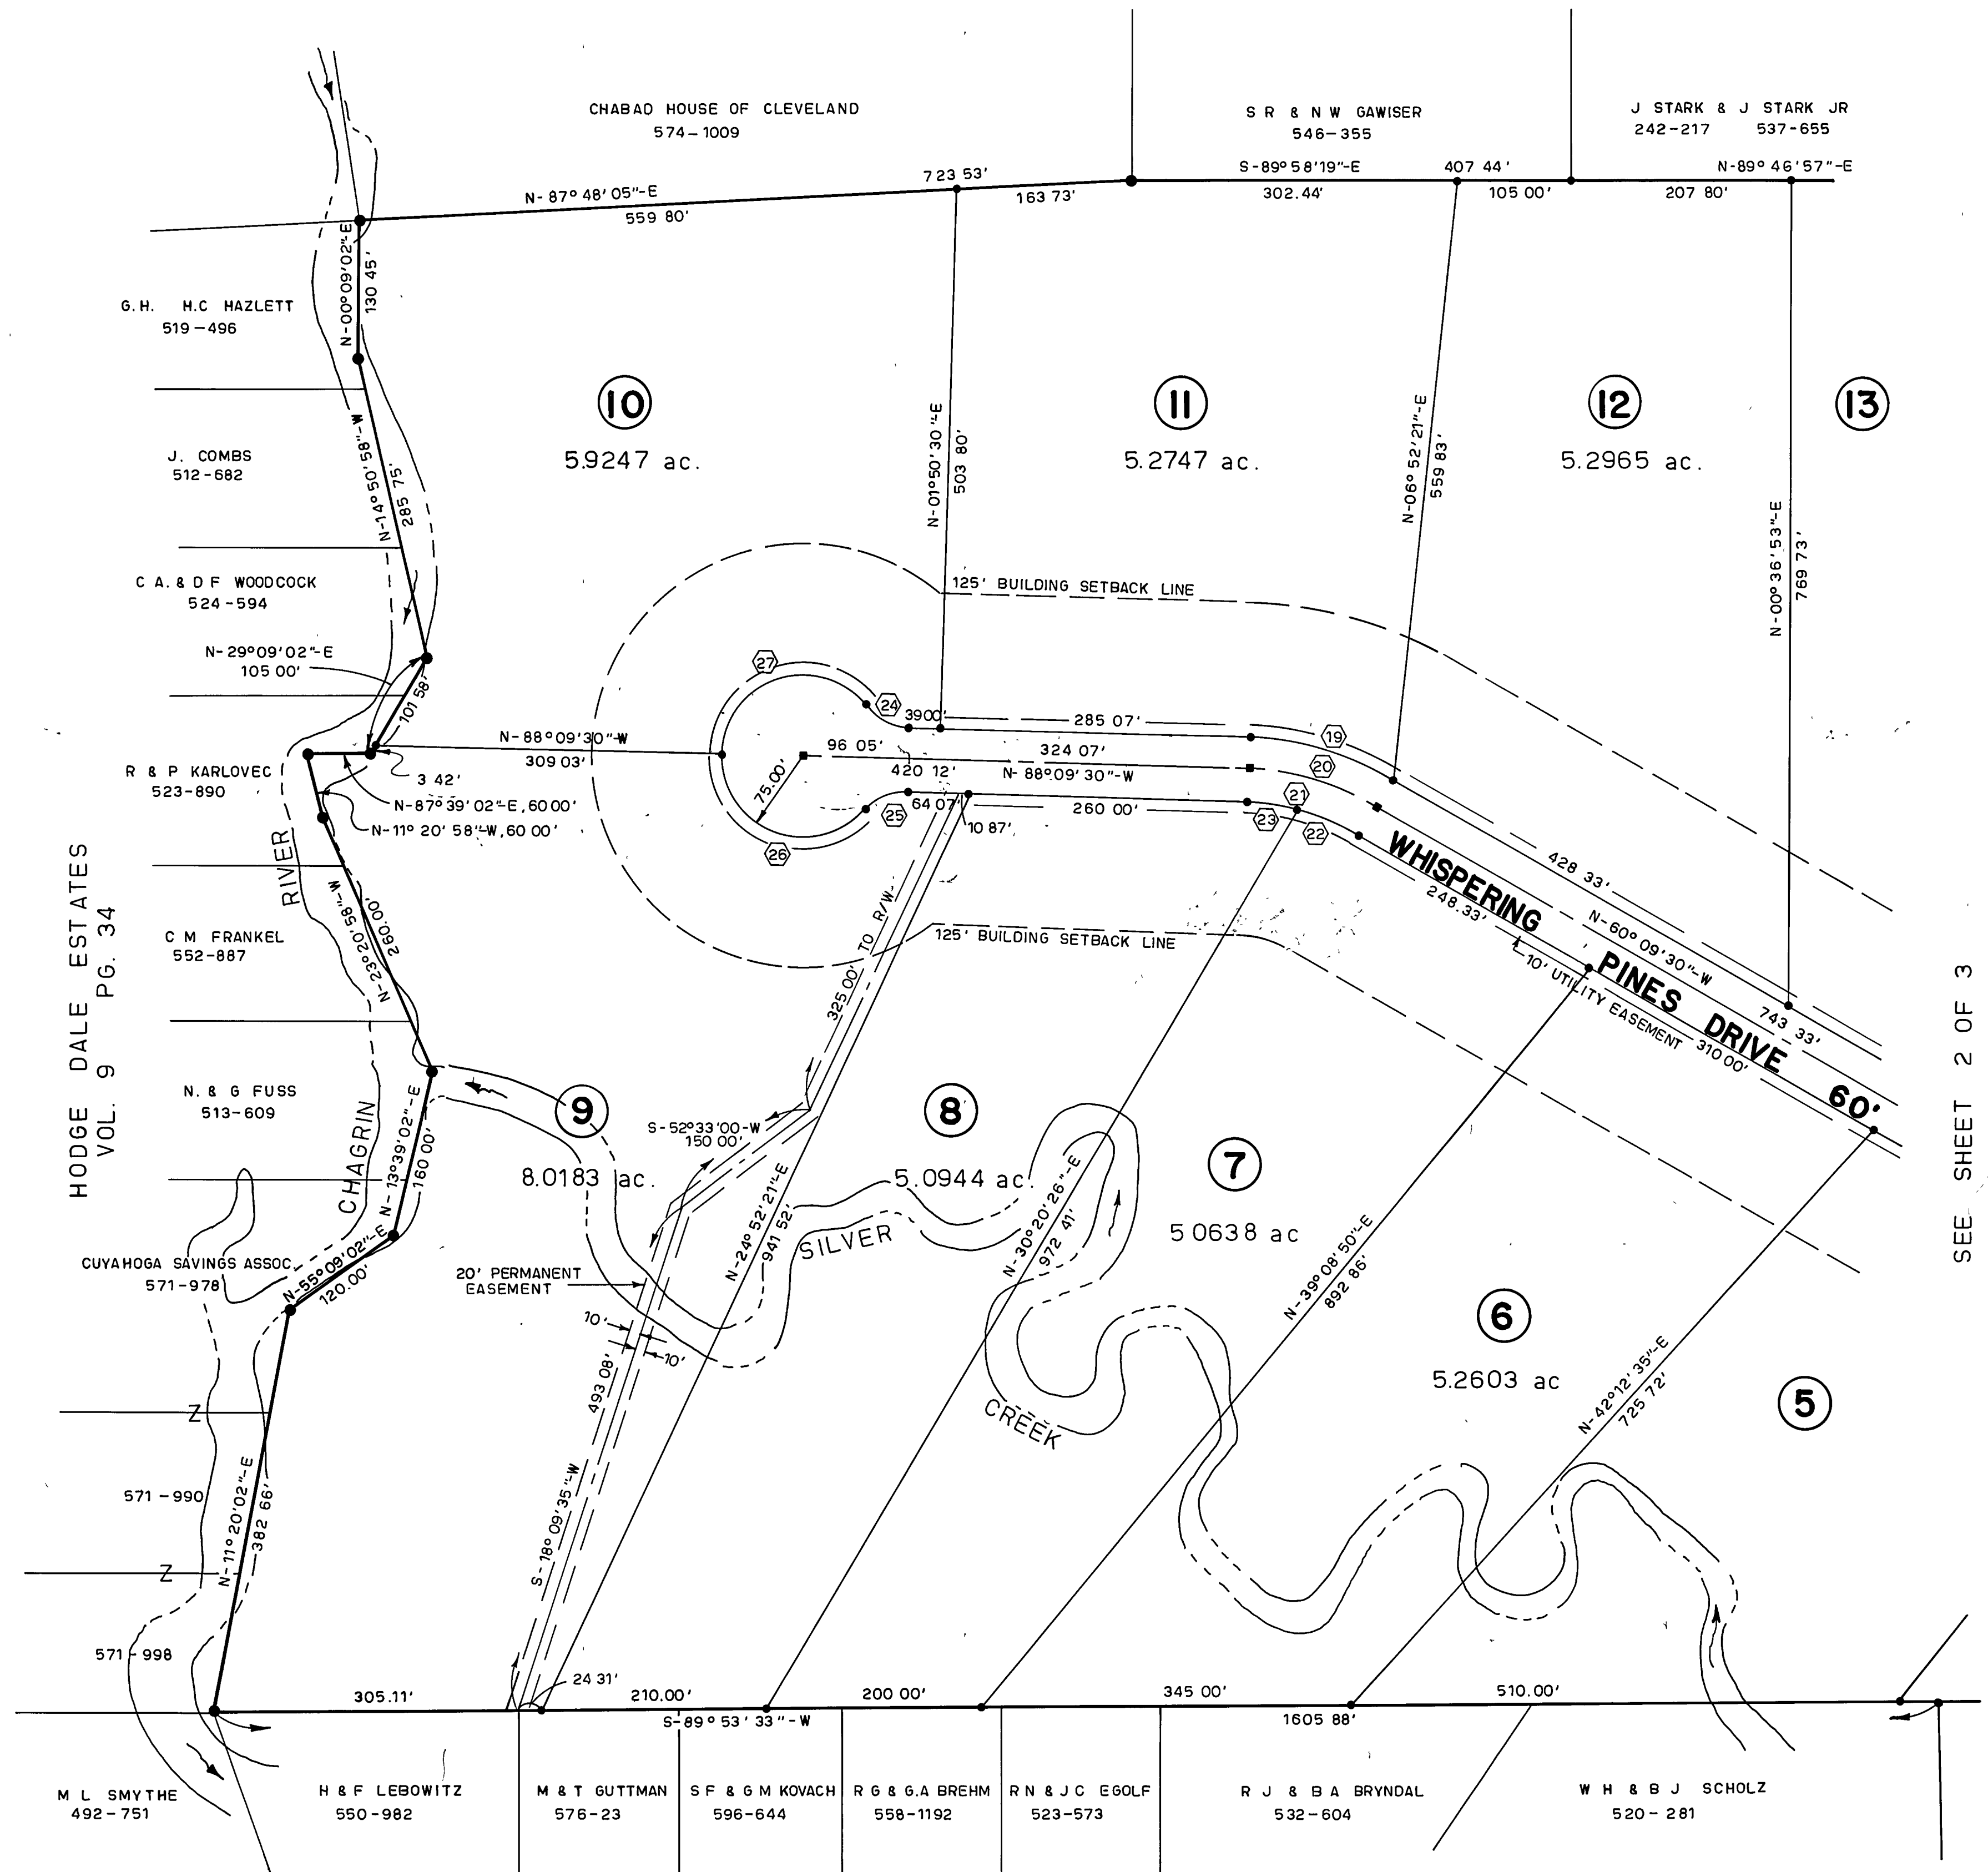 CHABAD HOUSE OF CLEVELAND
574-1009
S R & N W GAWISER
546-355
J STARK & J STARK JR
242-217 537-655
N-87° 48' 05"-E
559 80'
723 53'
163 73'
S-89° 58'19"-E
302.44'
407 44'
105 00'
N-89° 46'57"-E
207 80'
N-00° 09'02"-E
130 45'
G.H. H.C HAZLETT
519-496
J. COMBS
512-682
N-14° 50' 58"-W
285 75'
C A. & D F WOODCOCK
524-594
N-29°09'02"-E
105 00'
101 58'
10
5.9247 ac.
N-01° 50' 30"-E
503 80'
11
5.2747 ac.
N-06° 52' 21"-E
559 83'
12
5.2965 ac.
N-00° 36' 53"-E
769 73'
13
125' BUILDING SETBACK LINE
27
24
3900'
285 07'
19
20
N-88° 09'30"-W
309 03'
96 05'
324 07'
420 12'
N-88° 09' 30"-W
75.00'
64 07'
260 00'
10 87'
21
23
22
25
26
R & P KARLOVEC
523-890
3 42'
N-87° 39' 02"-E, 60 00'
N-11° 20' 58"-W, 60 00'
RIVER
HODGE DALE ESTATES
VOL. 9 PG. 34
C M FRANKEL
552-887
N-23° 20' 58"-W
260.00'
WHISPERING PINES DRIVE 60'
428 33'
248.33'
N-60° 09'30"-W
743 33'
10' UTILITY EASEMENT
310 00'
SEE SHEET 2 OF 3
325 00' TO R/W
125' BUILDING SETBACK LINE
N. & G FUSS
513-609
CHAGRIN
N-13° 39' 02"-E
160 00'
9
8.0183 ac.
S-52° 33'00-W
150 00'
8
5.0944 ac.
7
5 0638 ac
N-24° 52' 21"-E
941 52'
N-30° 20' 26"-E
972 41'
N-39° 08' 50"-E
892 86'
6
5.2603 ac
N-42° 12' 35"-E
725 72'
5
SILVER
CREEK
CUYAHOGA SAVINGS ASSOC.
571-978
N-55° 09'02"-E
120.00'
20' PERMANENT
EASEMENT
10'
10'
493 08'
S-18° 09' 35"-W
Z
571-990
N-11° 20'02"-E
382 66'
Z
571-998
305.11'
24 31'
210.00'
200 00'
345 00'
510.00'
S-89° 53' 33"-W
1605 88'
M L SMYTHE
492-751
H & F LEBOWITZ
550-982
M & T GUTTMAN
576-23
S F & G M KOVACH
596-644
R G & G.A BREHM
558-1192
R N & J C EGOLF
523-573
R J & B A BRYNDAL
532-604
W H & B J SCHOLZ
520-281